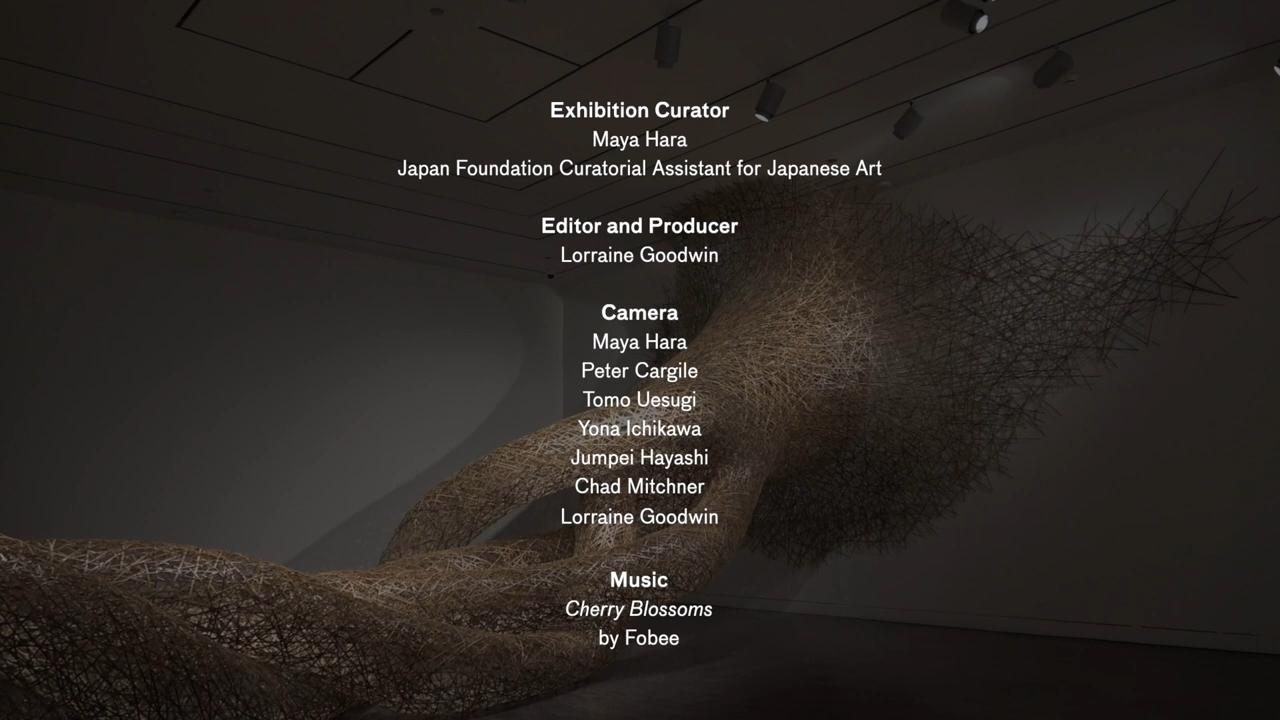 Exhibition Curator
Maya Hara
Japan Foundation Curatorial Assistant for Japanese Art
Editor and Producer
Lorraine Goodwin
Camera
Maya Hara
Peter Cargile
Tomo Uesugi
Yona Ichikawa
Jumpei Hayashi
Chad Mitchner
Lorraine Goodwin
Music
Cherry Blossoms
by Fobee